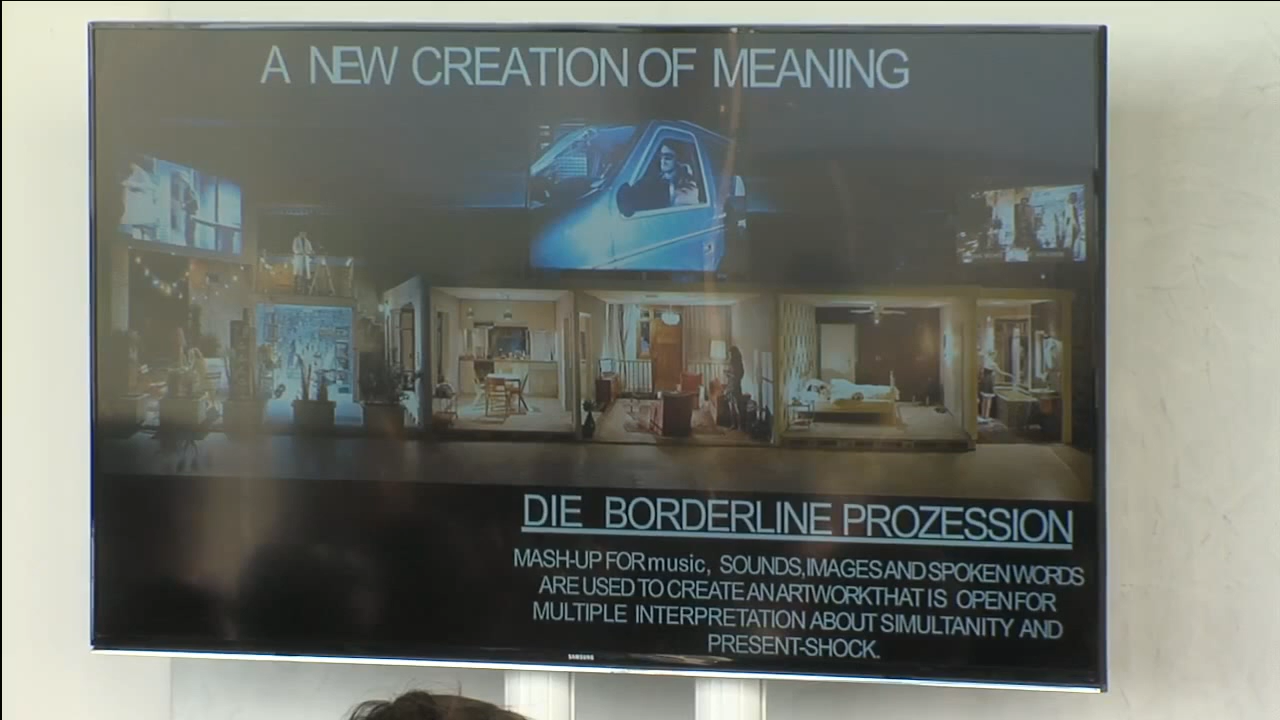 A NEW CREATION OF MEANING
DIE BORDERLINE PROZESSION
MASH-UP FOR music, SOUNDS, IMAGES AND SPOKEN WORDS
ARE USED TO CREATE AN ARTWORK THAT IS OPEN FOR
MULTIPLE INTERPRETATION ABOUT SIMULTANITY AND
PRESENT-SHOCK.
SAMSUNG